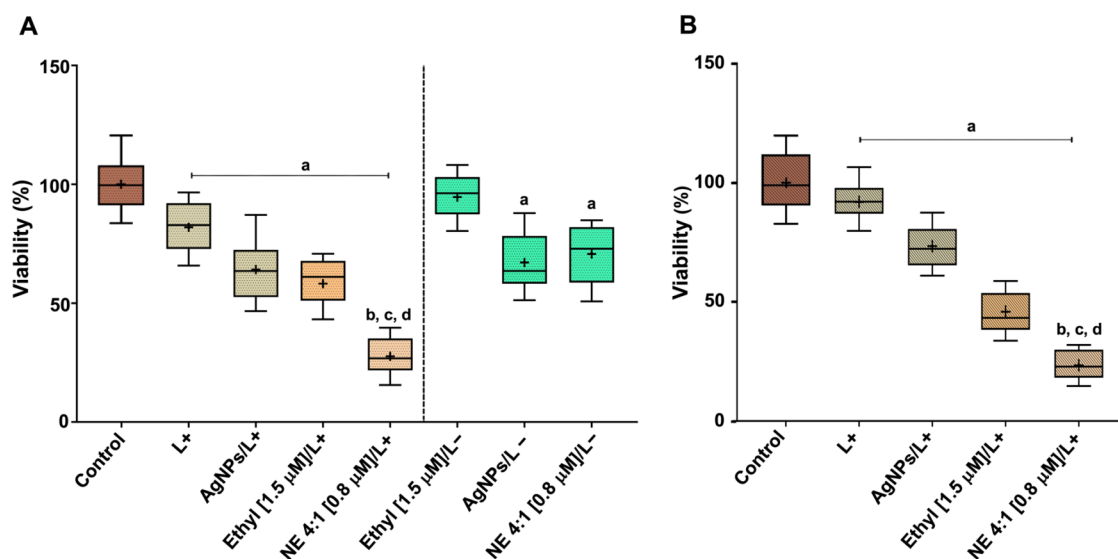 A
Viability (%)
150
100
50
0
a
b, c, d
a
a
Control
L+
AgNPs/L+
Ethyl [1.5 μM]/L+
NE 4:1 [0.8 μM]/L+
Ethyl [1.5 μM]/L−
AgNPs/L−
NE 4:1 [0.8 μM]/L−
B
Viability (%)
150
100
50
0
a
b, c, d
Control
L+
AgNPs/L+
Ethyl [1.5 μM]/L+
NE 4:1 [0.8 μM]/L+